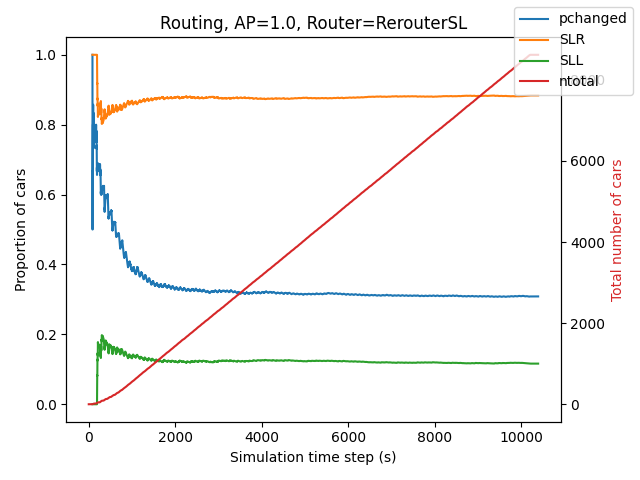 Routing, AP=1.0, Router=RerouterSL
pchanged
SLR
SLL
ntotal
Proportion of cars
1.0
0.8
0.6
0.4
0.2
0.0
6000
4000
2000
0
Total number of cars
0 2000 4000 6000 8000 10000
Simulation time step (s)